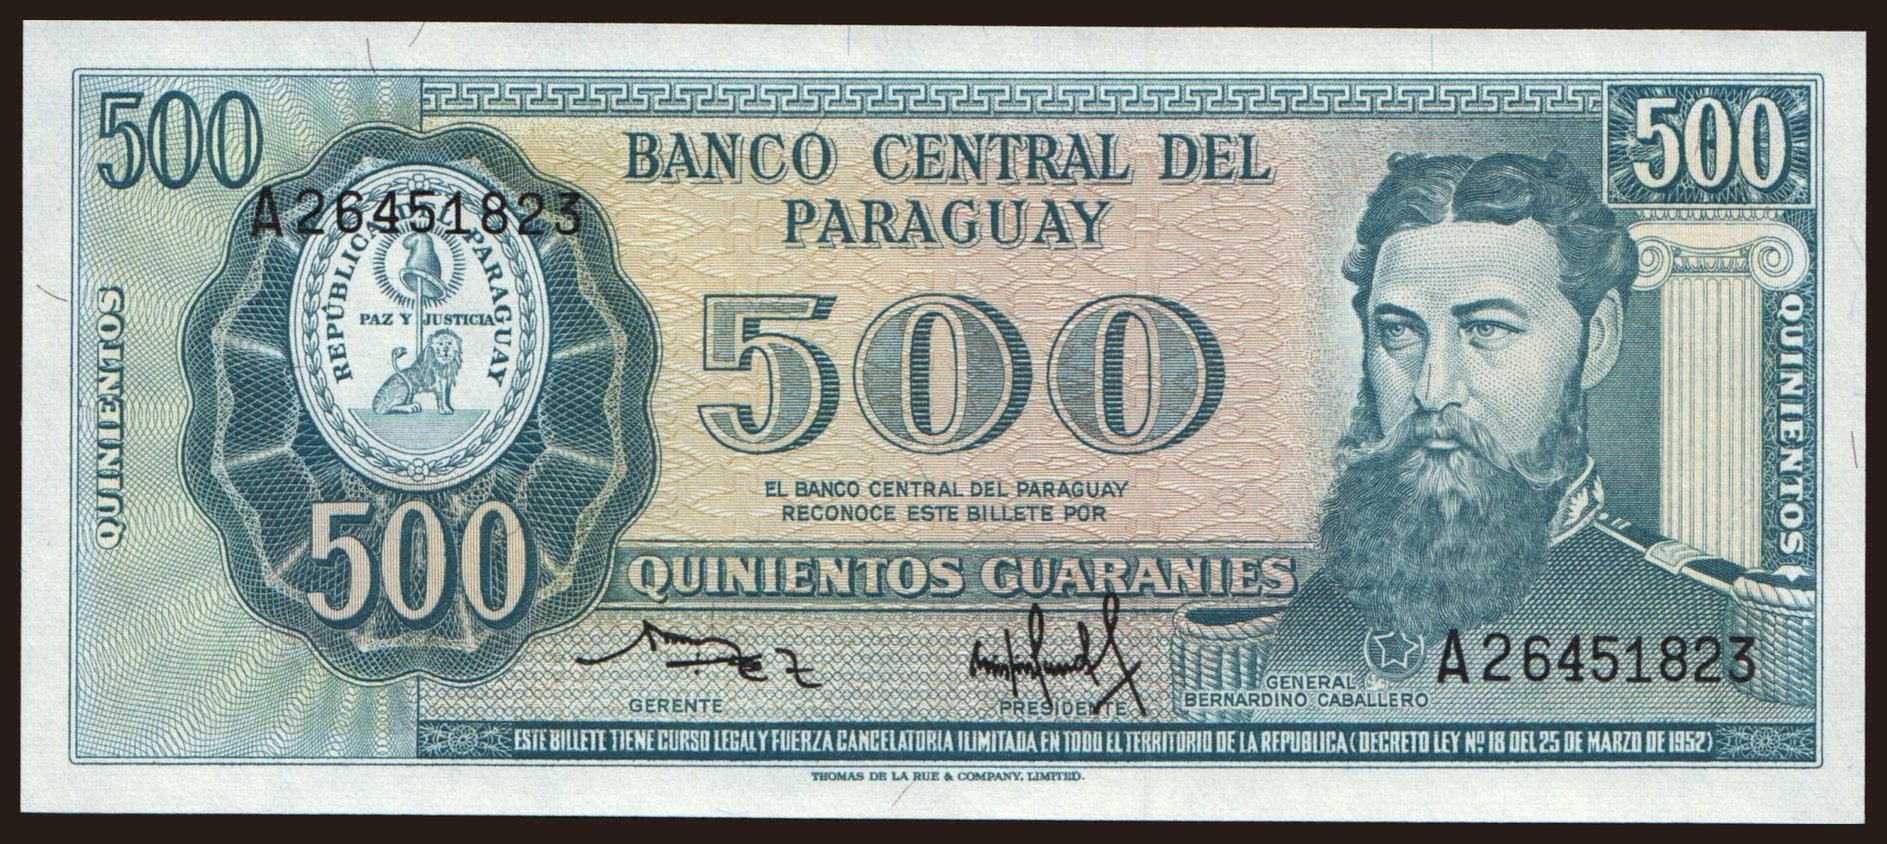 500
500
A26451823
BANCO CENTRAL DEL
PARAGUAY
REPÚBLICA DEL PARAGUAY
PAZ Y JUSTICIA
QUINIENTOS
500
QUINIENTOS
EL BANCO CENTRAL DEL PARAGUAY
RECONOCE ESTE BILLETE POR
500
QUINIENTOS GUARANIES
A26451823
GENERAL
BERNARDINO CABALLERO
GERENTE
PRESIDENTE
ESTE BILLETE TIENE CURSO LEGAL Y FUERZA CANCELATORIA ILIMITADA EN TODO EL TERRITORIO DE LA REPUBLICA (DECRETO LEY Nº 18 DEL 25 DE MARZO DE 1952)
THOMAS DE LA RUE & COMPANY, LIMITED.